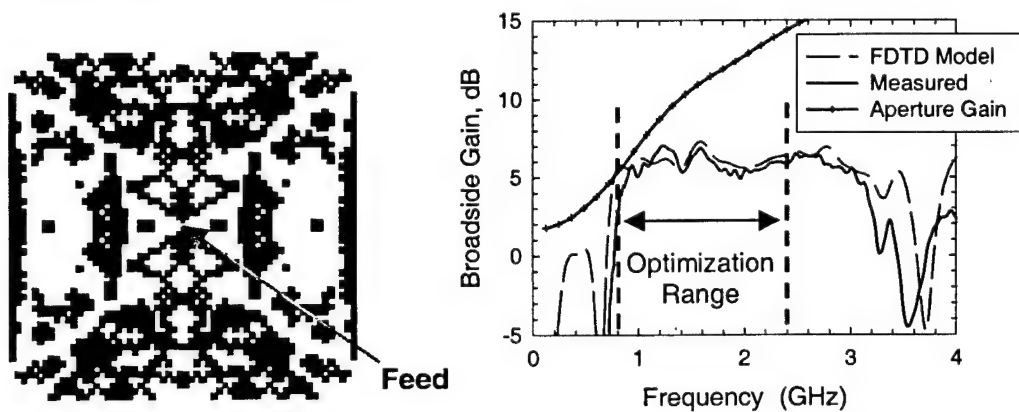 Feed
Broadside Gain, dB
15
10
5
0
-5
0
1
2
3
4
Frequency (GHz)
Optimization
Range
FDTD Model
Measured
Aperture Gain